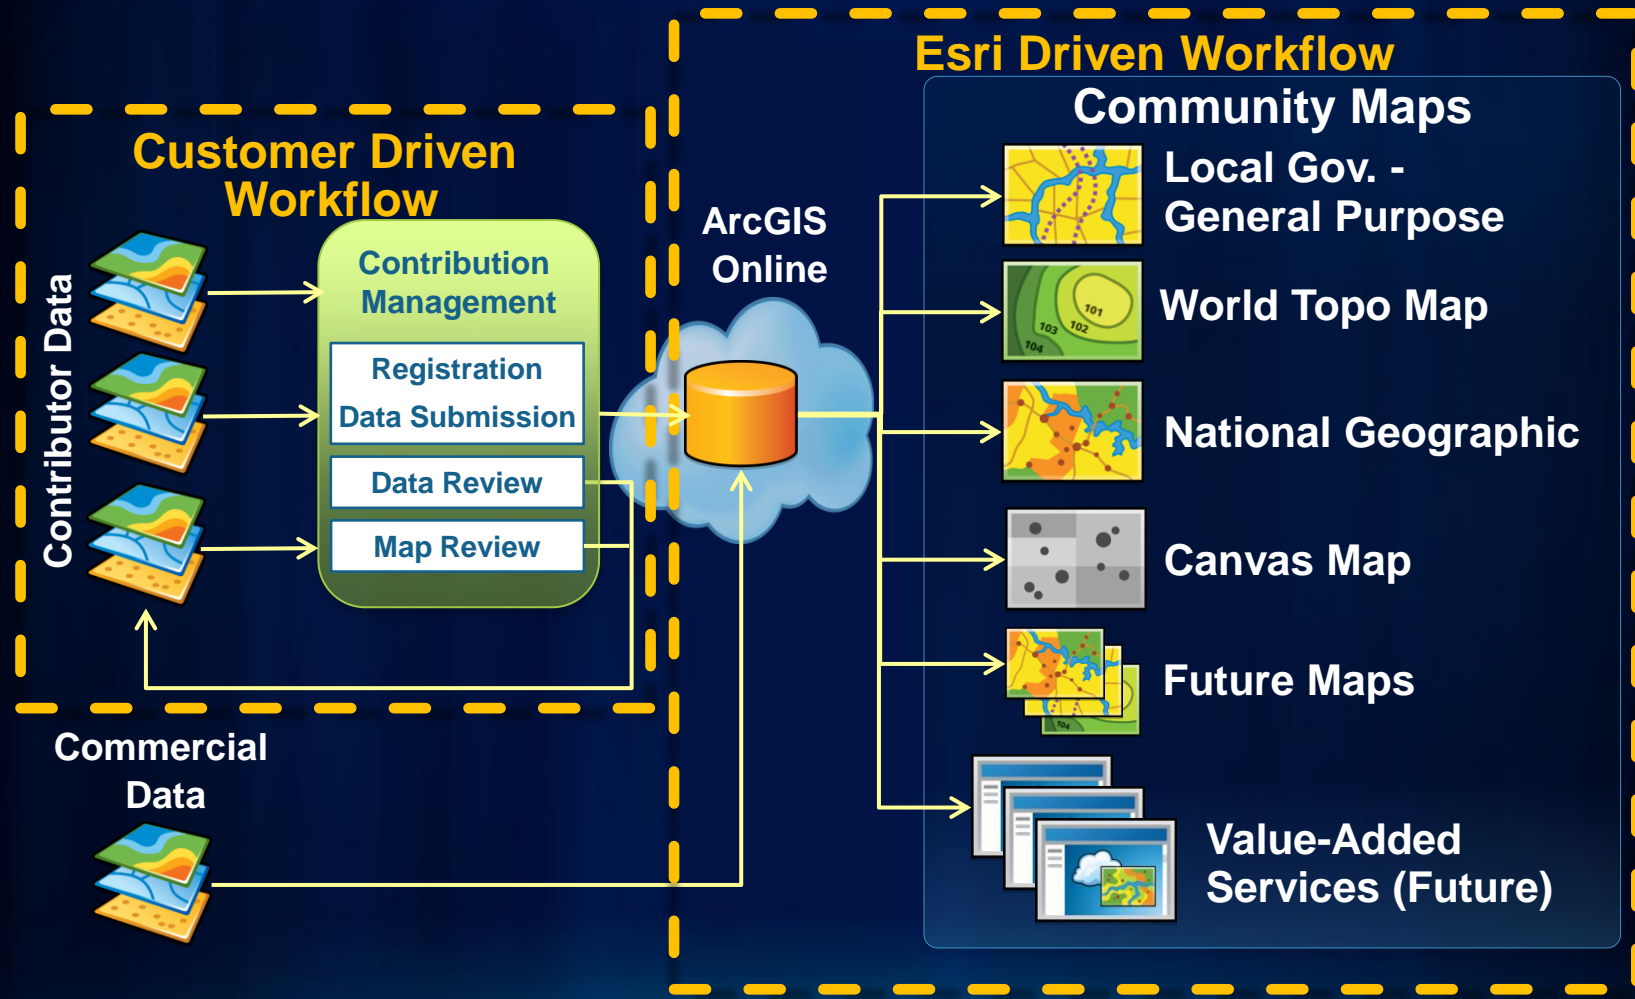 Esri Driven Workflow
Community Maps
Customer Driven
Workflow
Contributor Data
Contribution
Management
Registration
Data Submission
Data Review
Map Review
ArcGIS
Online
Local Gov. -
General Purpose
101
102
103
104
World Topo Map
National Geographic
Canvas Map
104
Future Maps
Value-Added
Services (Future)
Commercial
Data